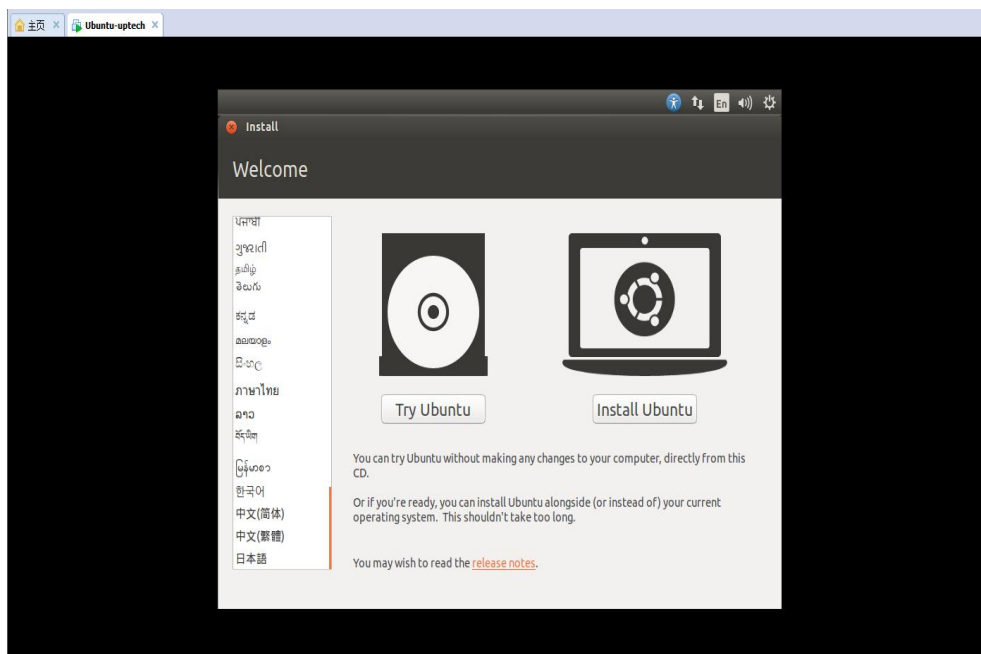 主页
Ubuntu-uptech
En
Install
Welcome
ਪੰਜਾਬੀ
ગુજરાતી
தமிழ்
తెలుగు
ಕನ್ನಡ
മലയാളം
සිංහල
ภาษาไทย
ລາວ
རྫོང་ཁ
မြန်မာစာ
한국어
中文(简体)
中文(繁體)
日本語
Try Ubuntu
Install Ubuntu
You can try Ubuntu without making any changes to your computer, directly from this
CD.
Or if you're ready, you can install Ubuntu alongside (or instead of) your current
operating system. This shouldn't take too long.
You may wish to read the release notes.